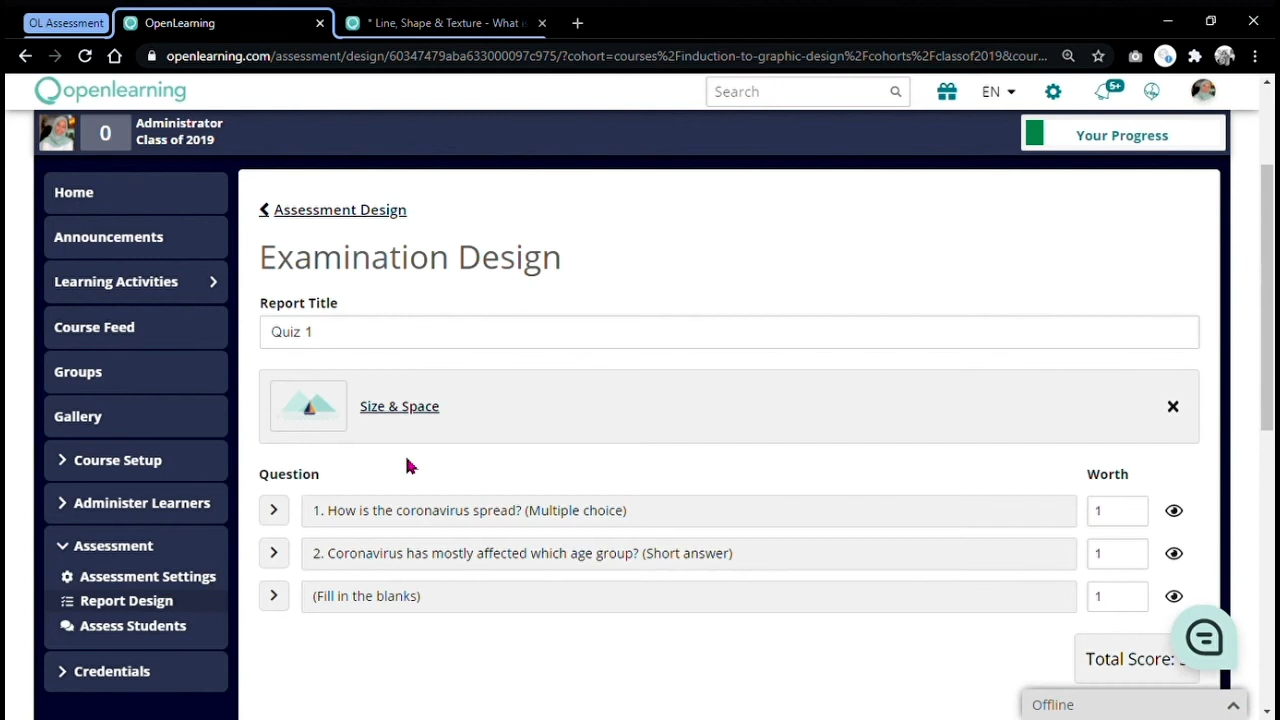 OL Assessment
OpenLearning
* Line, Shape & Texture - What i
openlearning.com/assessment/design/60347479aba633000097c975/?cohort=courses%2Finduction-to-graphic-design%2Fcohorts%2Fclassof2019&cour...
openlearning
Search
EN
5+
0
Administrator
Class of 2019
Your Progress
Home
Announcements
Learning Activities
Course Feed
Groups
Gallery
Course Setup
Administer Learners
Assessment
Assessment Settings
Report Design
Assess Students
Credentials
Assessment Design
Examination Design
Report Title
Quiz 1
Size & Space
Question
Worth
1. How is the coronavirus spread? (Multiple choice)
1
2. Coronavirus has mostly affected which age group? (Short answer)
1
(Fill in the blanks)
1
Total Score:
Offline